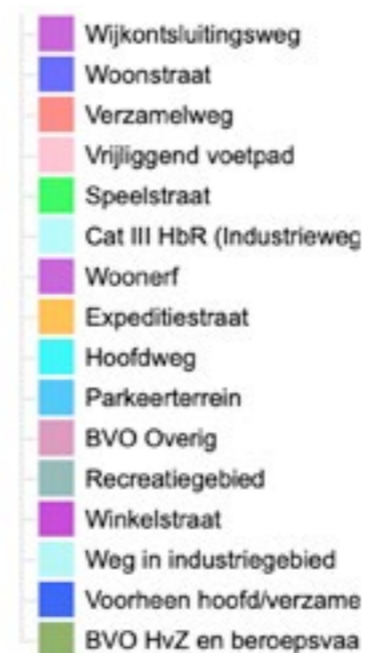 Wijkontsluitingsweg
Woonstraat
Verzamelweg
Vrijliggend voetpad
Speelstraat
Cat III HbR (Industrieweg
Woonerf
Expeditiestraat
Hoofdweg
Parkeerterrein
BVO Overig
Recreatiegebied
Winkelstraat
Weg in industriegebied
Voorheen hoofd/verzame
BVO HvZ en beroepsvaa